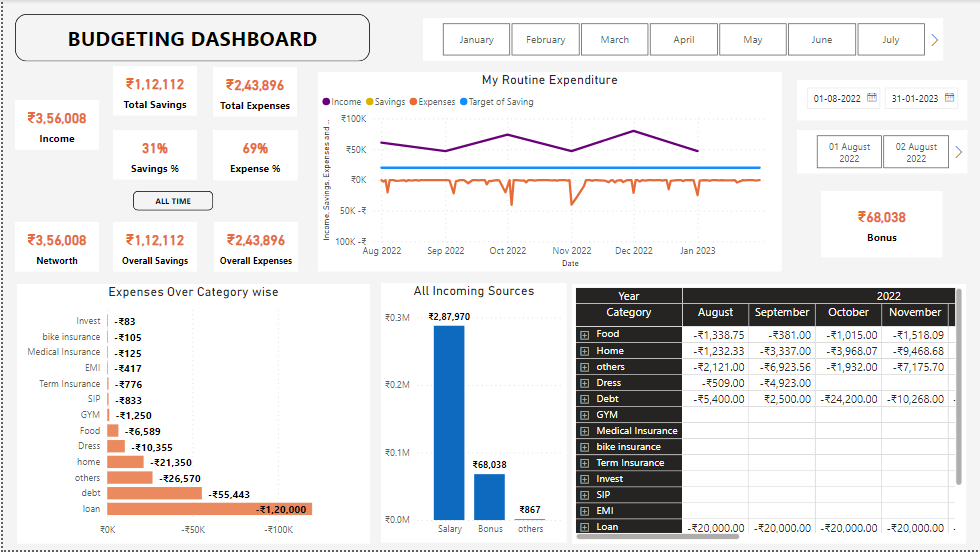 BUDGETING DASHBOARD
January February March April May June July
₹1,12,112
Total Savings
₹2,43,896
Total Expenses
₹3,56,008
Income
31%
Savings %
69%
Expense %
ALL TIME
₹3,56,008
Networth
₹1,12,112
Overall Savings
₹2,43,896
Overall Expenses
My Routine Expenditure
Income Savings Expenses Target of Saving
Income, Savings, Expenses and ...
₹100K
₹50K
₹0K
50K -₹
100K -₹
Aug 2022 Sep 2022 Oct 2022 Nov 2022 Dec 2022 Jan 2023
Date
01-08-2022 31-01-2023
01 August 2022
02 August 2022
₹68,038
Bonus
Expenses Over Category wise
Invest -₹83
bike insurance -₹105
Medical Insurance -₹125
EMI -₹417
Term Insurance -₹776
SIP -₹833
GYM -₹1,250
Food -₹6,589
Dress -₹10,355
home -₹21,350
others -₹26,570
debt -₹55,443
loan -₹1,20,000
₹0K -₹50K -₹100K
All Incoming Sources
₹0.3M
₹0.2M
₹0.1M
₹0.0M
₹2,87,970
₹68,038
₹867
Salary Bonus others
Year 2022
Category August September October November
Food -₹1,338.75 -₹381.00 -₹1,015.00 -₹1,518.09
Home -₹1,232.33 -₹3,337.00 -₹3,968.07 -₹9,468.68
others -₹2,121.00 -₹6,923.56 -₹1,932.00 -₹7,175.70
Dress -₹509.00 -₹4,923.00
Debt -₹5,400.00 ₹2,500.00 -₹24,200.00 -₹10,268.00 -
GYM
Medical Insurance
bike insurance
Term Insurance
Invest
SIP
EMI
Loan -₹20,000.00 -₹20,000.00 -₹20,000.00 -₹20,000.00 -